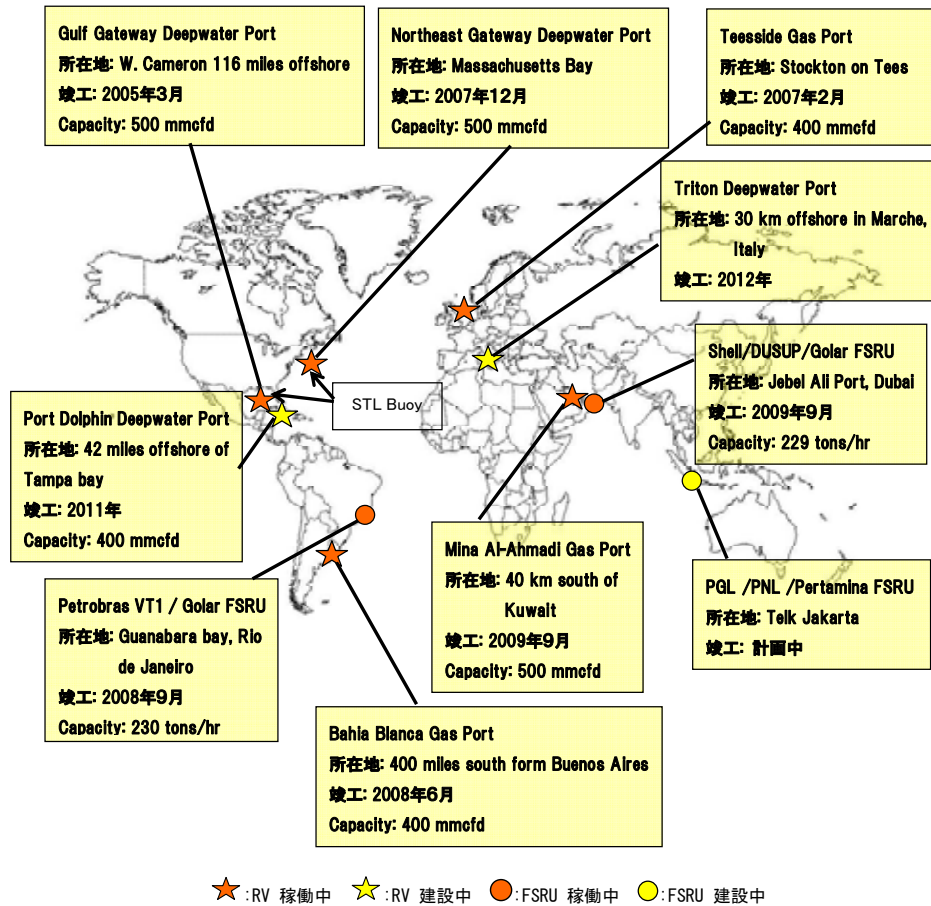 Gulf Gateway Deepwater Port
所在地: W. Cameron 116 miles offshore
竣工: 2005年3月
Capacity: 500 mmcfd
Northeast Gateway Deepwater Port
所在地: Massachusetts Bay
竣工: 2007年12月
Capacity: 500 mmcfd
Teesside Gas Port
所在地: Stockton on Tees
竣工: 2007年2月
Capacity: 400 mmcfd
Triton Deepwater Port
所在地: 30 km offshore in Marche,
Italy
竣工: 2012年
Shell/DUSUP/Golar FSRU
所在地: Jebel Ali Port, Dubai
竣工: 2009年9月
Capacity: 229 tons/hr
STL Buoy
Port Dolphin Deepwater Port
所在地: 42 miles offshore of
Tampa bay
竣工: 2011年
Capacity: 400 mmcfd
Mina Al-Ahmadi Gas Port
所在地: 40 km south of
Kuwait
竣工: 2009年9月
Capacity: 500 mmcfd
PGL /PNL /Pertamina FSRU
所在地: Telk Jakarta
竣工: 計画中
Petrobras VT1 / Golar FSRU
所在地: Guanabara bay, Rio
de Janeiro
竣工: 2008年9月
Capacity: 230 tons/hr
Bahia Blanca Gas Port
所在地: 400 miles south form Buenos Aires
竣工: 2008年6月
Capacity: 400 mmcfd
:RV 稼働中 :RV 建設中 :FSRU 稼働中 :FSRU 建設中